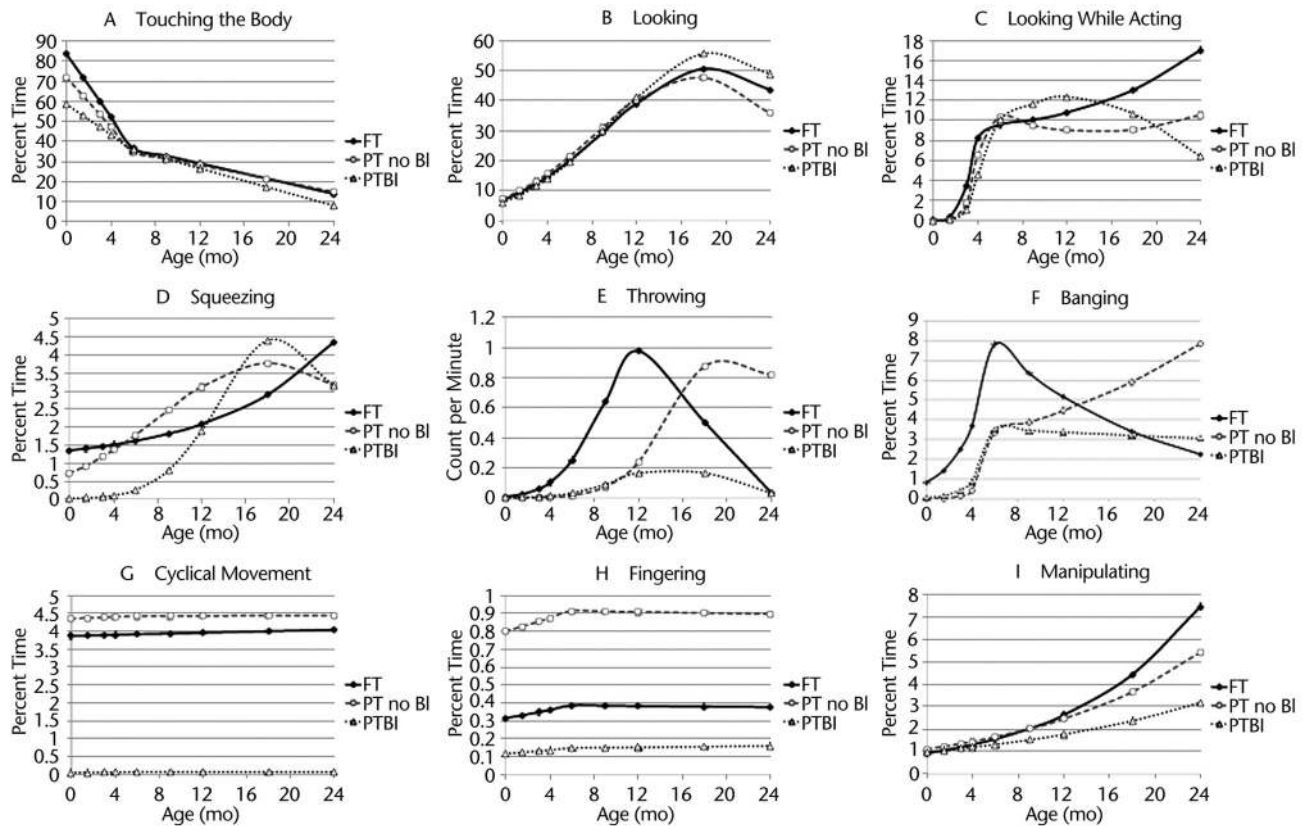 A Touching the Body
90
80
70
60
50
40
30
20
10
0
Percent Time
0 4 8 12 16 20 24
Age (mo)
FT
PT no BI
PTBI
B Looking
60
50
40
30
20
10
0
Percent Time
0 4 8 12 16 20 24
Age (mo)
FT
PT no BI
PTBI
C Looking While Acting
18
16
14
12
10
8
6
4
2
0
Percent Time
0 4 8 12 16 20 24
Age (mo)
FT
PT no BI
PTBI
D Squeezing
5
4.5
4
3.5
3
2.5
2
1.5
1
0.5
0
Percent Time
0 4 8 12 16 20 24
Age (mo)
FT
PT no BI
PTBI
E Throwing
1.2
1
0.8
0.6
0.4
0.2
0
Count per Minute
0 4 8 12 16 20 24
Age (mo)
FT
PT no BI
PTBI
F Banging
8
7
6
5
4
3
2
1
0
Percent Time
0 4 8 12 16 20 24
Age (mo)
FT
PT no BI
PTBI
G Cyclical Movement
5
4.5
4
3.5
3
2.5
2
1.5
1
0.5
0
Percent Time
0 4 8 12 16 20 24
Age (mo)
FT
PT no BI
PTBI
H Fingering
1
0.9
0.8
0.7
0.6
0.5
0.4
0.3
0.2
0.1
0
Percent Time
0 4 8 12 16 20 24
Age (mo)
FT
PT no BI
PTBI
I Manipulating
8
7
6
5
4
3
2
1
0
Percent Time
0 4 8 12 16 20 24
Age (mo)
FT
PT no BI
PTBI